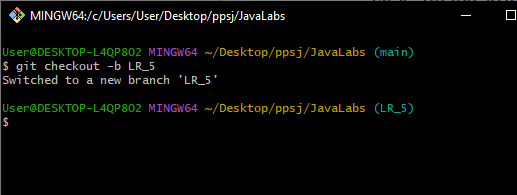 MINGW64:/c/Users/User/Desktop/ppsj/JavaLabs
User@DESKTOP-L4QP802 MINGW64 ~/Desktop/ppsj/JavaLabs (main)
$ git checkout -b LR_5
Switched to a new branch 'LR_5'
User@DESKTOP-L4QP802 MINGW64 ~/Desktop/ppsj/JavaLabs (LR_5)
$